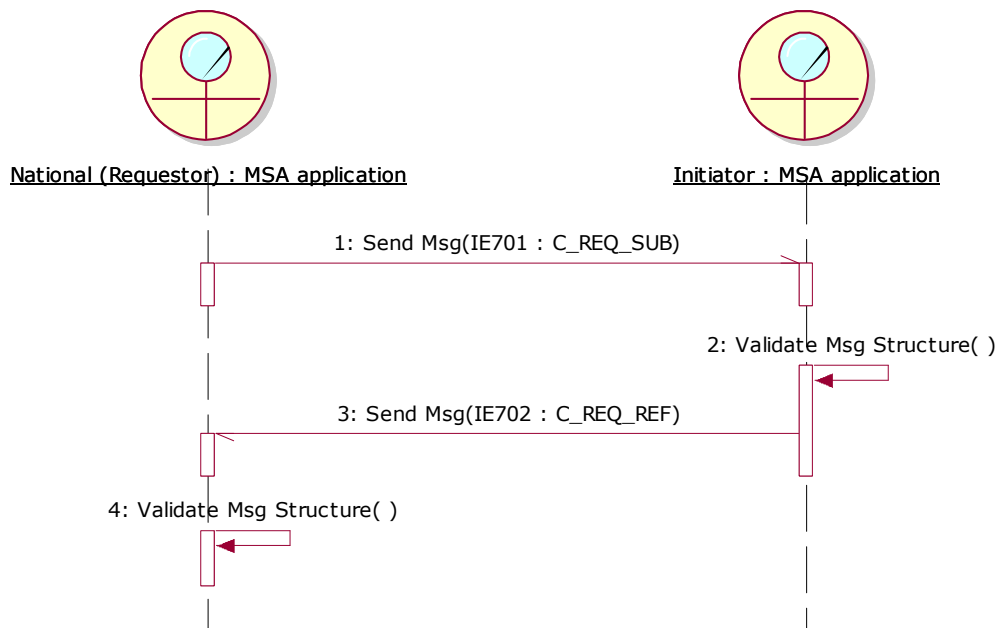 National (Requestor) : MSA application
Initiator : MSA application
1: Send Msg(IE701 : C_REQ_SUB)
2: Validate Msg Structure( )
3: Send Msg(IE702 : C_REQ_REF)
4: Validate Msg Structure( )